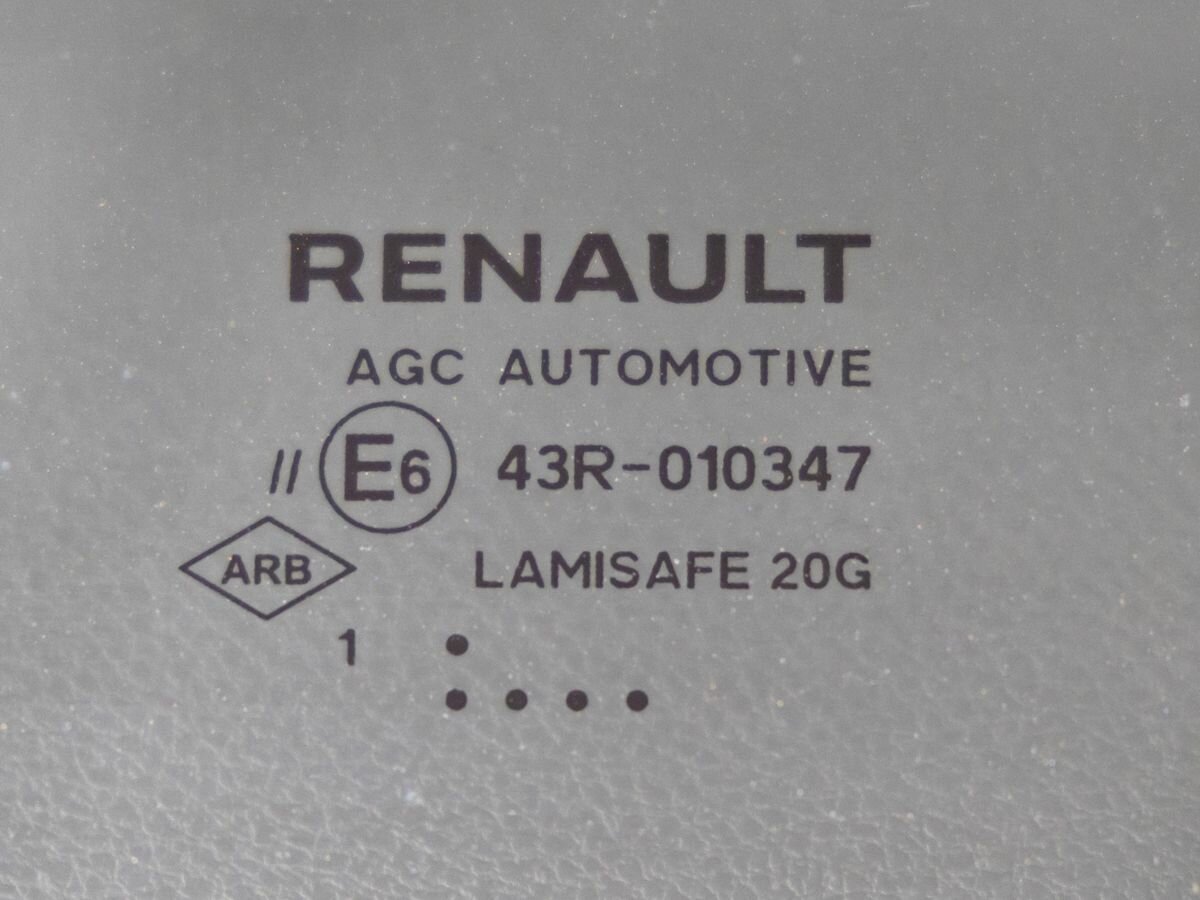 RENAULT
AGC AUTOMOTIVE
// E6 43R-010347
ARB LAMISAFE 20G
1